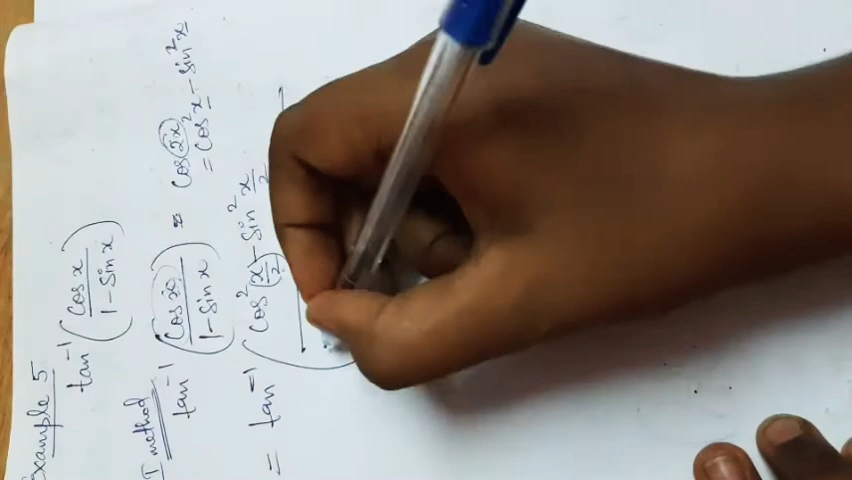 Example 5
tan⁻¹ (cos x / 1 - sin x)
I method
tan⁻¹ (cos x / 1 - sin x) = cos(2x) = cos²x - sin²x
= tan⁻¹ (cos²(x/2) - sin² x/2